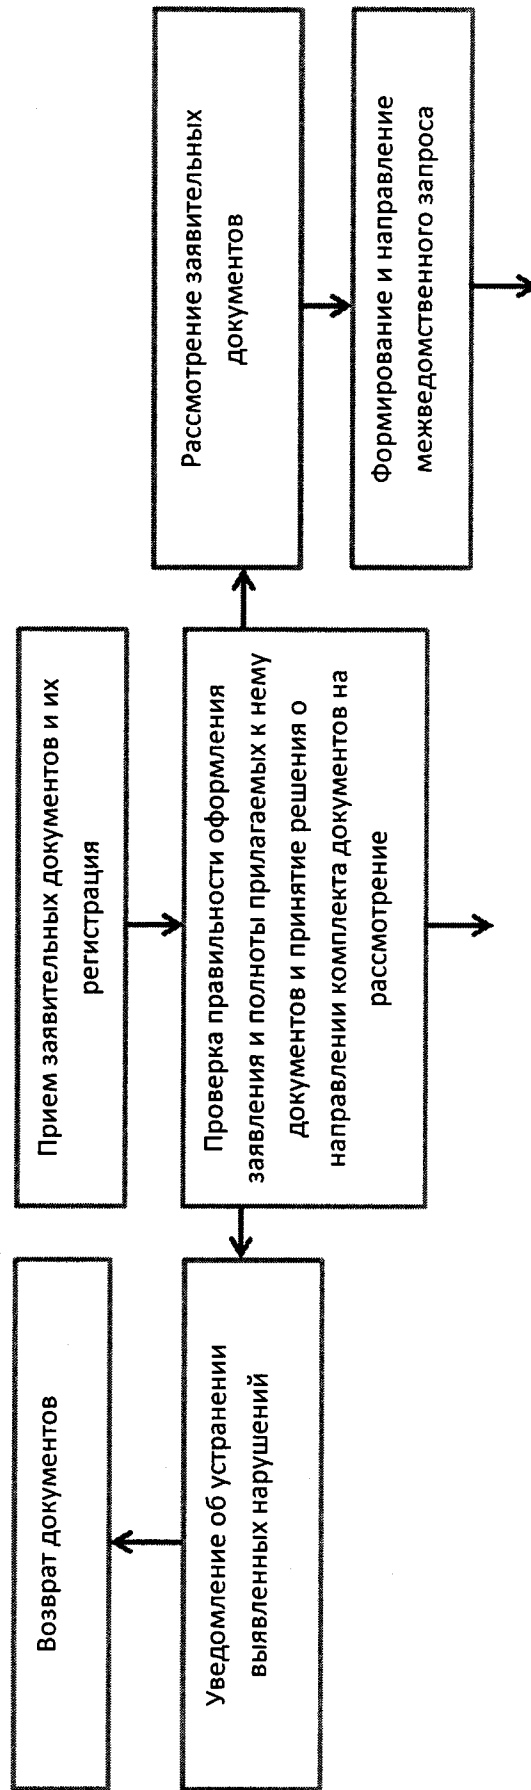 Возврат документов
Уведомление об устранении
выявленных нарушений
Прием заявительных документов и их
регистрация
Проверка правильности оформления
заявления и полноты прилагаемых к нему
документов и принятие решения о
направлении комплекта документов на
рассмотрение
Рассмотрение заявительных
документов
Формирование и направление
межведомственного запроса